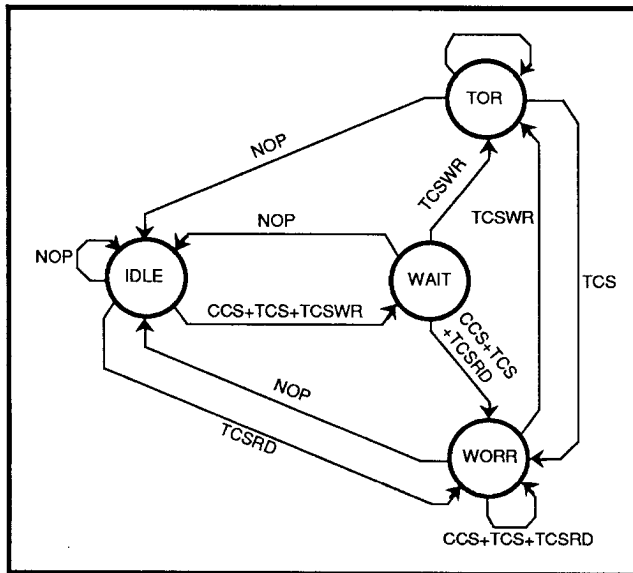 TOR
NOP
TCSWR
TCSWR
NOP
NOP
IDLE
WAIT
TCS
CCS+TCS+TCSWR
CCS+TCS
+TCSRD
NOP
TCSRD
WORR
CCS+TCS+TCSRD